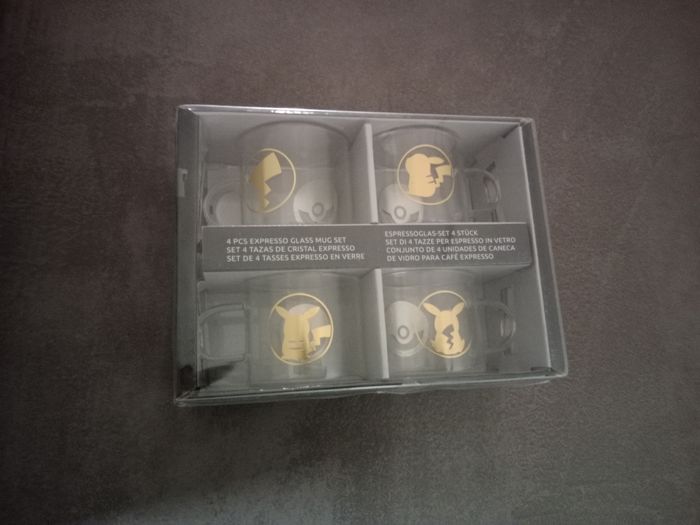 4 PCS EXPRESSO GLASS MUG SET
SET 4 TAZAS DE CRISTAL EXPRESSO
SET DE 4 TASSES EXPRESSO EN VERRE
ESPRESSOGLAS-SET 4 STÜCK
SET DI 4 TAZZE PER ESPRESSO IN VETRO
CONJUNTO DE 4 UNIDADES DE CANECA
DE VIDRO PARA CAFÉ EXPRESSO